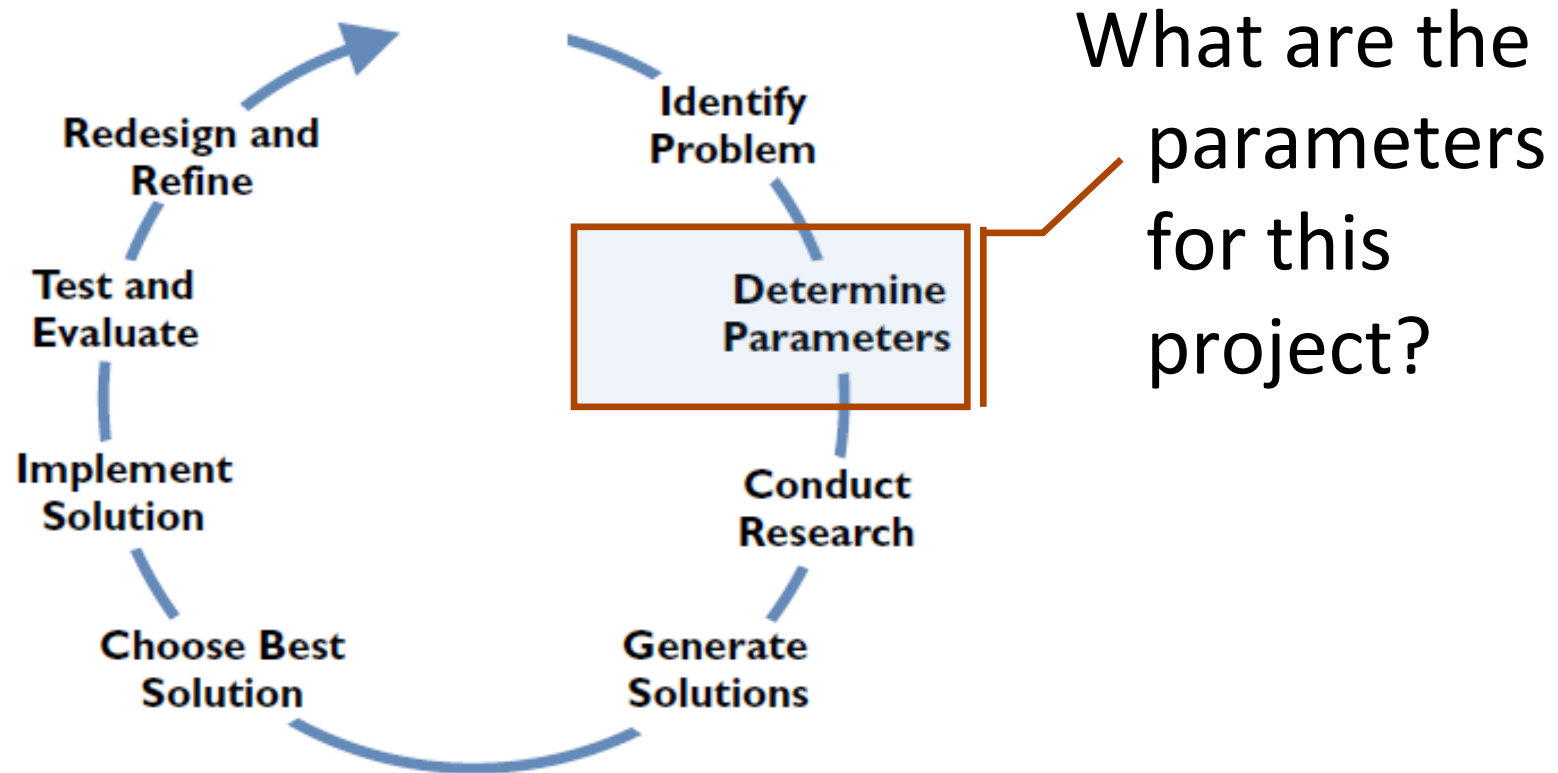 What are the
parameters
for this
project?
Identify
Problem
Determine
Parameters
Conduct
Research
Generate
Solutions
Choose Best
Solution
Implement
Solution
Test and
Evaluate
Redesign and
Refine